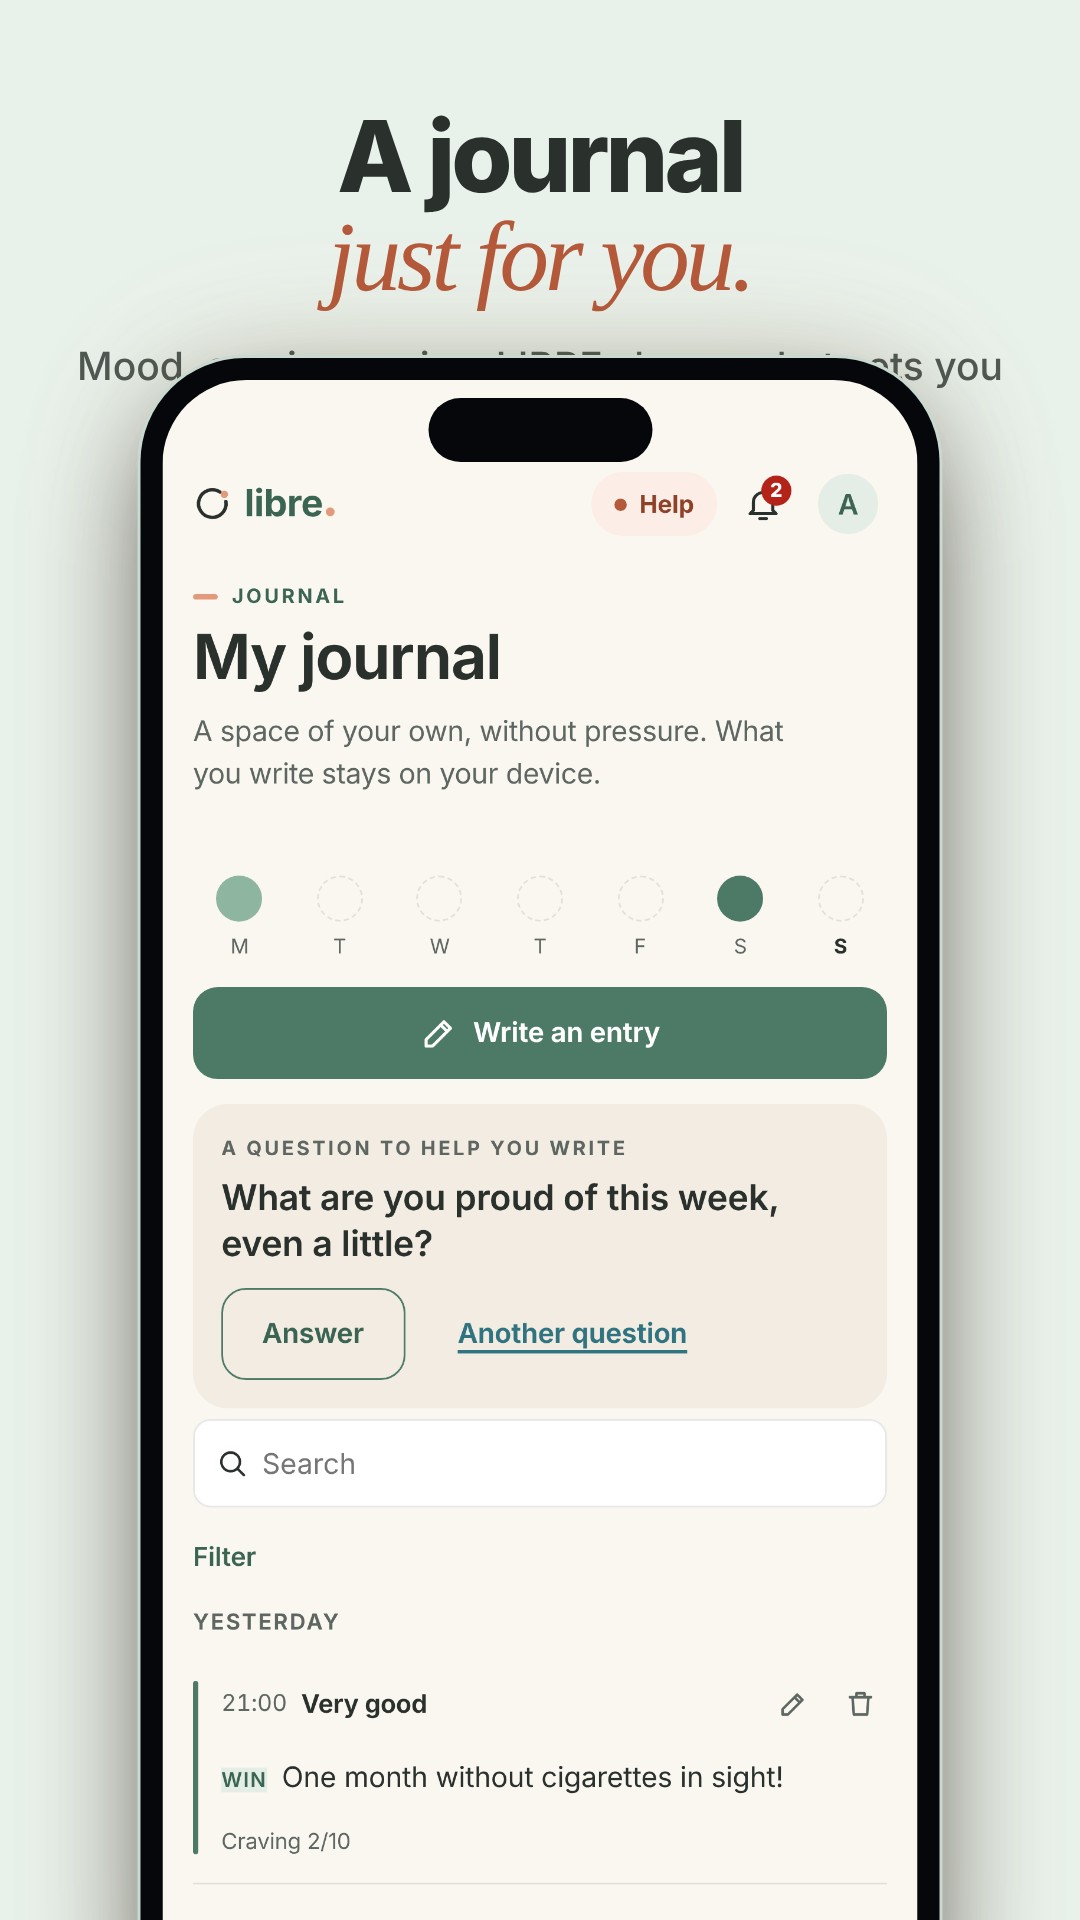 A journal
just for you.
Mood ets you
libre.
Help
2
A
JOURNAL
My journal
A space of your own, without pressure. What
you write stays on your device.
M T W T F S S
Write an entry
A QUESTION TO HELP YOU WRITE
What are you proud of this week,
even a little?
Answer
Another question
Search
Filter
YESTERDAY
21:00 Very good
WIN One month without cigarettes in sight!
Craving 2/10